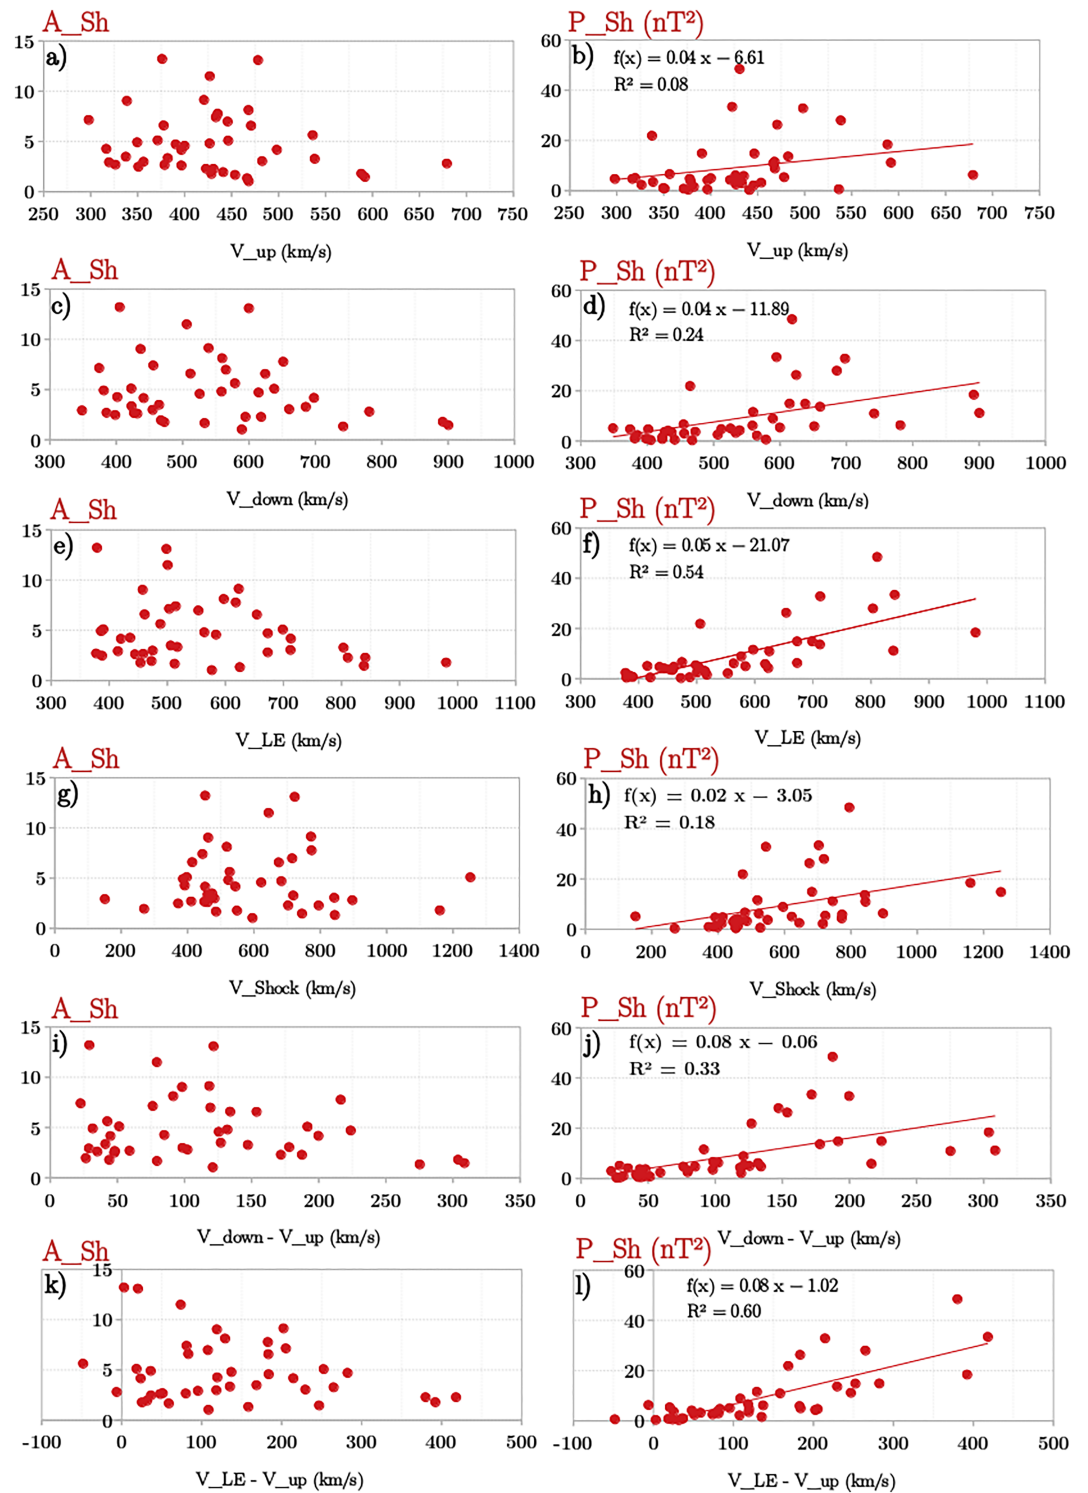 A_Sh
a)
15
10
5
0
250 300 350 400 450 500 550 600 650 700 750
V_up (km/s)
P_Sh (nT²)
b)
f(x) = 0.04 x − 6.61
R² = 0.08
60
40
20
0
250 300 350 400 450 500 550 600 650 700 750
V_up (km/s)
A_Sh
c)
15
10
5
0
300 400 500 600 700 800 900 1000
V_down (km/s)
P_Sh (nT²)
d)
f(x) = 0.04 x − 11.89
R² = 0.24
60
40
20
0
300 400 500 600 700 800 900 1000
V_down (km/s)
A_Sh
e)
15
10
5
0
300 400 500 600 700 800 900 1000 1100
V_LE (km/s)
P_Sh (nT²)
f)
f(x) = 0.05 x − 21.07
R² = 0.54
60
40
20
0
300 400 500 600 700 800 900 1000 1100
V_LE (km/s)
A_Sh
g)
15
10
5
0
0 200 400 600 800 1000 1200 1400
V_Shock (km/s)
P_Sh (nT²)
h)
f(x) = 0.02 x − 3.05
R² = 0.18
60
40
20
0
0 200 400 600 800 1000 1200 1400
V_Shock (km/s)
A_Sh
i)
15
10
5
0
0 50 100 150 200 250 300 350
V_down - V_up (km/s)
P_Sh (nT²)
j)
f(x) = 0.08 x − 0.06
R² = 0.33
60
40
20
0
0 50 100 150 200 250 300 350
V_down - V_up (km/s)
A_Sh
k)
15
10
5
0
-100 0 100 200 300 400 500
V_LE - V_up (km/s)
P_Sh (nT²)
l)
f(x) = 0.08 x − 1.02
R² = 0.60
60
40
20
0
-100 0 100 200 300 400 500
V_LE - V_up (km/s)